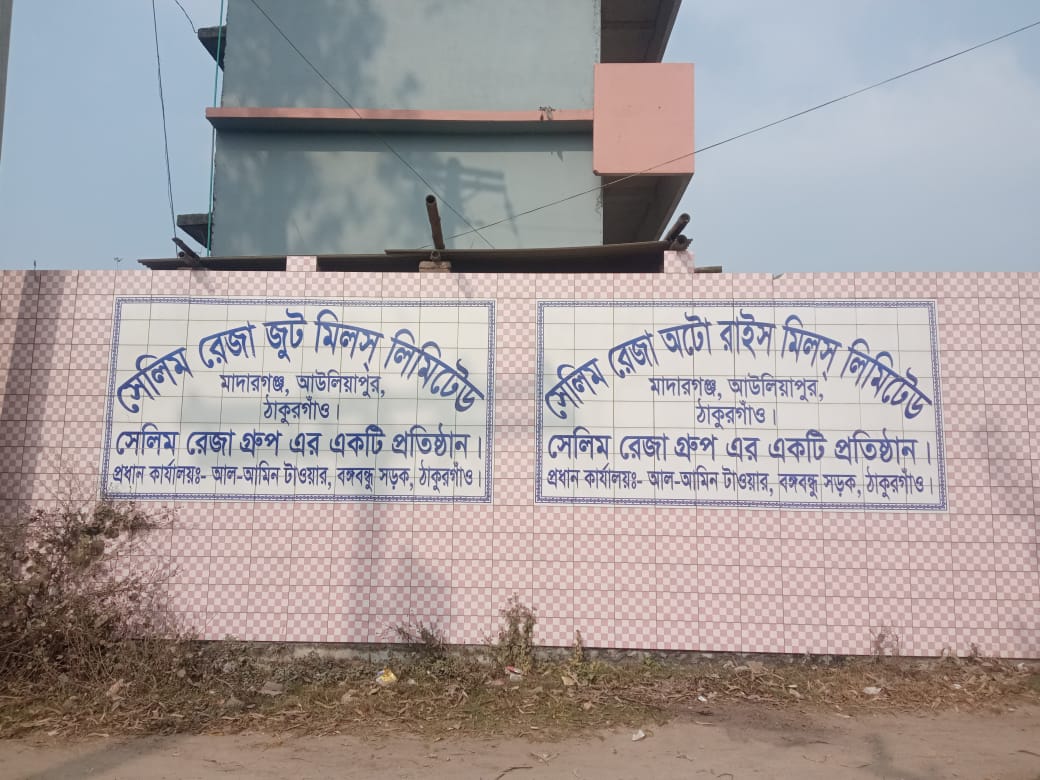 সেলিম রেজা জুট মিলস্ লিমিটেড
মাদারগঞ্জ, আউলিয়াপুর,
ঠাকুরগাঁও।
সেলিম রেজা গ্রুপ এর একটি প্রতিষ্ঠান।
প্রধান কার্যালয়ঃ- আল-আমিন টাওয়ার, বঙ্গবন্ধু সড়ক, ঠাকুরগাঁও।
সেলিম রেজা অটো রাইস মিলস্ লিমিটেড
মাদারগঞ্জ, আউলিয়াপুর,
ঠাকুরগাঁও।
সেলিম রেজা গ্রুপ এর একটি প্রতিষ্ঠান।
প্রধান কার্যালয়ঃ- আল-আমিন টাওয়ার, বঙ্গবন্ধু সড়ক, ঠাকুরগাঁও।